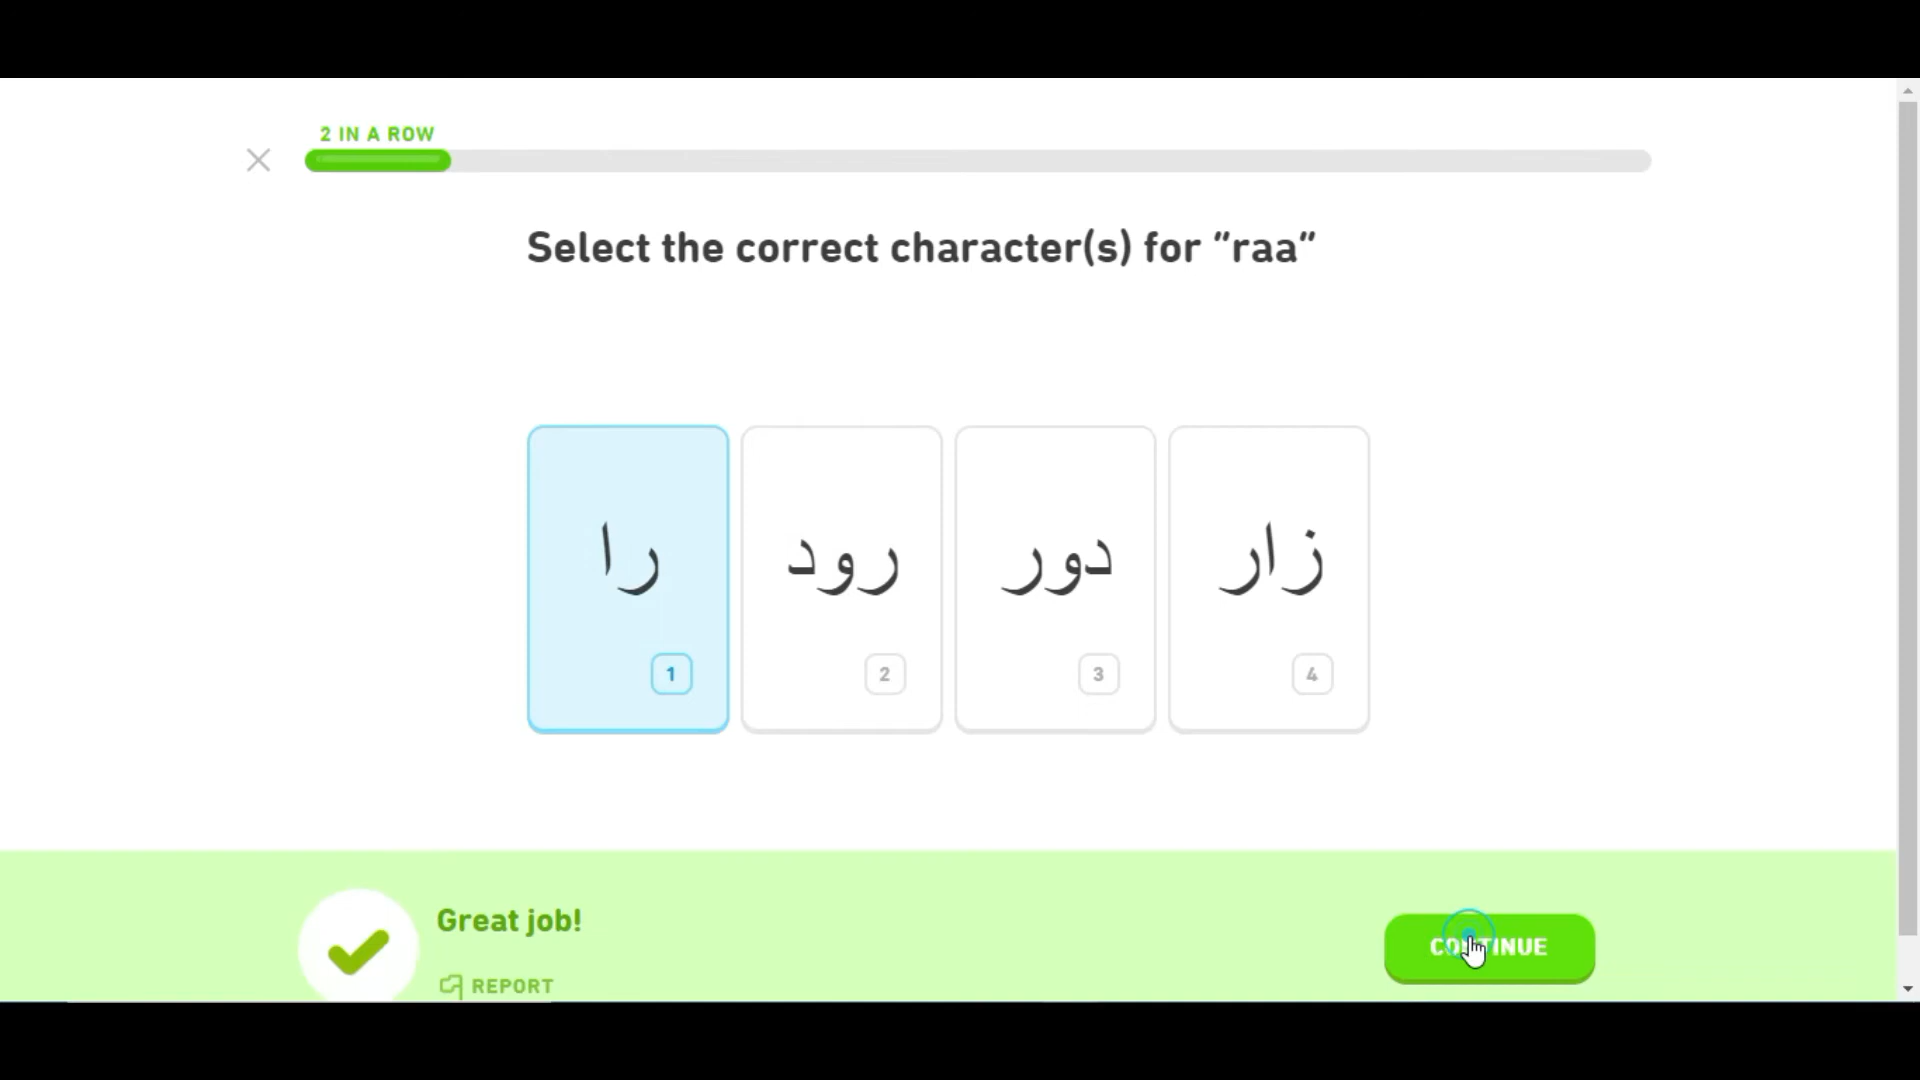 2 IN A ROW
Select the correct character(s) for "raa"
را
رود
دور
زار
1
2
3
4
Great job!
REPORT
CONTINUE